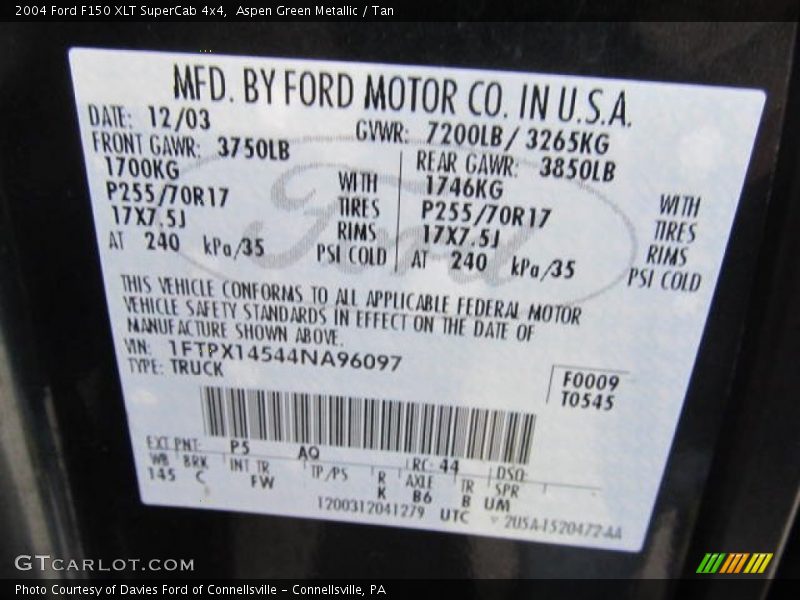 2004 Ford F150 XLT SuperCab 4x4, Aspen Green Metallic / Tan
MFD. BY FORD MOTOR CO. IN U.S.A.
DATE: 12/03 GVWR: 7200LB/ 3265KG
FRONT GAWR: 3750LB REAR GAWR: 3850LB
1700KG WITH 1746KG WITH
P255/70R17 TIRES P255/70R17 TIRES
17X7.5J RIMS 17X7.5J RIMS
AT 240 kPa/35 PSI COLD AT 240 kPa/35 PSI COLD
Ford
THIS VEHICLE CONFORMS TO ALL APPLICABLE FEDERAL MOTOR
VEHICLE SAFETY STANDARDS IN EFFECT ON THE DATE OF
MANUFACTURE SHOWN ABOVE.
VIN: 1FTPX14544NA96097
TYPE: TRUCK
F0009
T0545
EXT PNT: P5 AQ RC: 44 DSO:
WB BRK INT TR TP/PS R AXLE TR SPR
145 C FW K B6 B UM
1200312041279 UTC 2U5A-1520472-AA
GTCARLOT.COM
Photo Courtesy of Davies Ford of Connellsville - Connellsville, PA